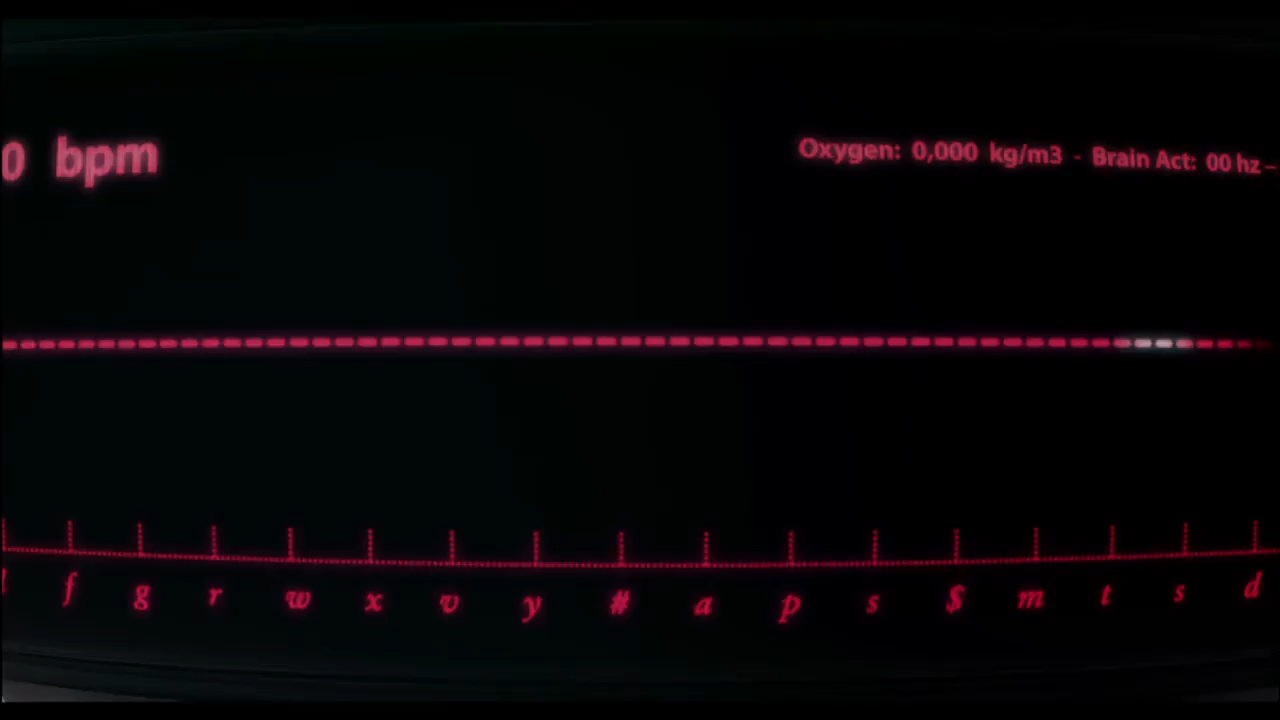 0 bpm
Oxygen: 0,000 kg/m3 - Brain Act: 00 hz –
f g r w x v y # a p s $ m t s d